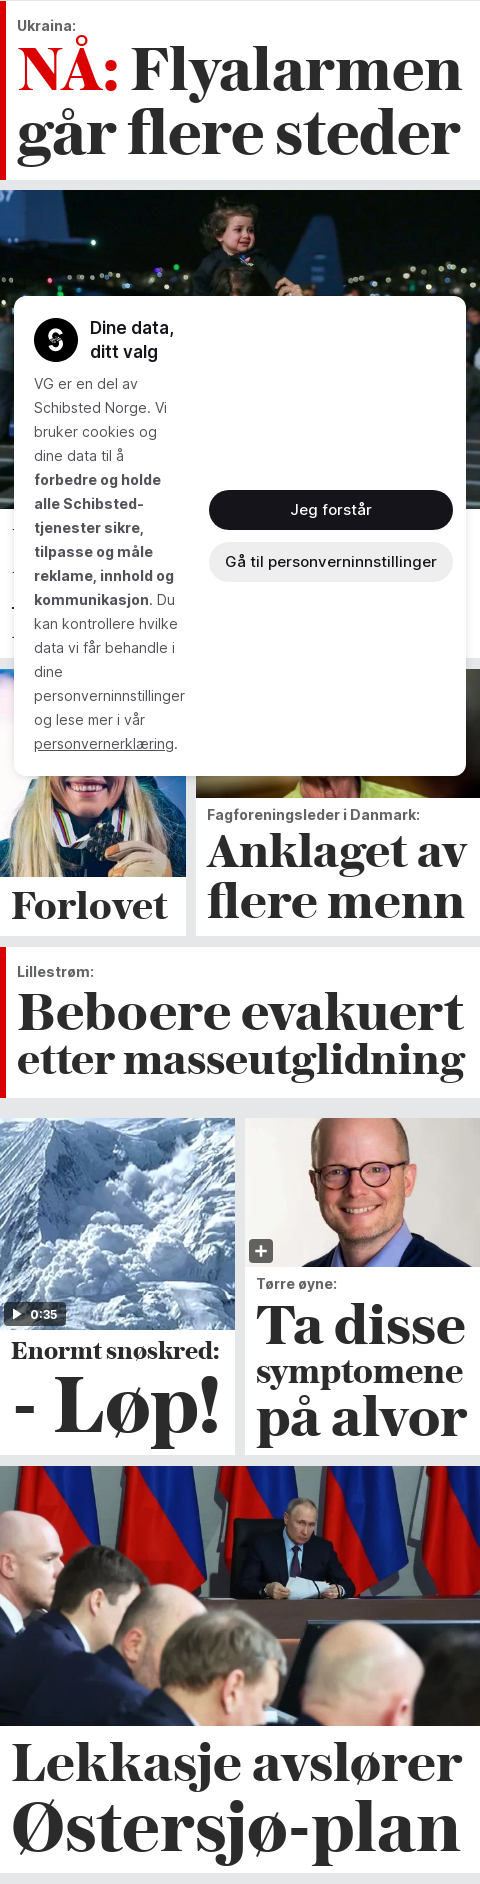 Ukraina:
NÅ: Flyalarmen
går flere steder
Dine data,
ditt valg
VG er en del av
Schibsted Norge. Vi
bruker cookies og
dine data til å
forbedre og holde
alle Schibsted-
tjenester sikre,
tilpasse og måle
reklame, innhold og
kommunikasjon. Du
kan kontrollere hvilke
data vi får behandle i
dine
personverninnstillinger
og lese mer i vår
personvernerklæring.
Jeg forstår
Gå til personverninnstillinger
Forlovet
Fagforeningsleder i Danmark:
Anklaget av
flere menn
Lillestrøm:
Beboere evakuert
etter masseutglidning
0:35
Enormt snøskred:
- Løp!
Tørre øyne:
Ta disse
symptomene
på alvor
Lekkasje avslører
Østersjø-plan